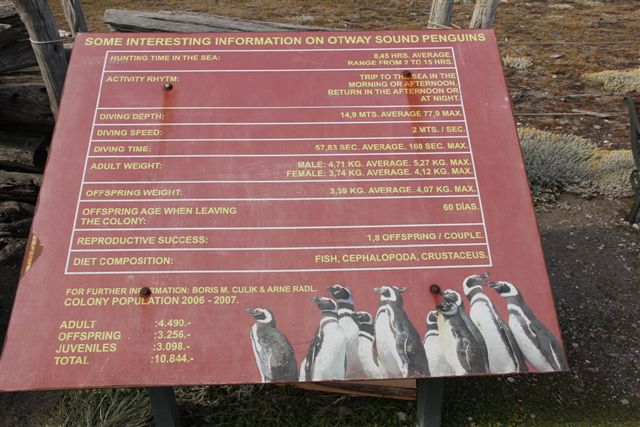 SOME INTERESTING INFORMATION ON OTWAY SOUND PENGUINS
HUNTING TIME IN THE SEA: 8,45 HRS. AVERAGE.
RANGE FROM 2 TO 15 HRS.
ACTIVITY RHYTM: TRIP TO THE SEA IN THE
MORNING OR AFTERNOON.
RETURN IN THE AFTERNOON OR
AT NIGHT.
DIVING DEPTH: 14,9 MTS. AVERAGE 77,9 MAX.
DIVING SPEED: 2 MTS / SEC.
DIVING TIME: 57,83 SEC. AVERAGE. 160 SEC. MAX.
ADULT WEIGHT: MALE: 4,71 KG. AVERAGE. 5,27 KG. MAX.
FEMALE: 3,74 KG. AVERAGE. 4,12 KG. MAX.
OFFSPRING WEIGHT: 3,39 KG. AVERAGE. 4,07 KG. MAX.
OFFSPRING AGE WHEN LEAVING 60 DÍAS.
THE COLONY:
REPRODUCTIVE SUCCESS: 1,8 OFFSPRING / COUPLE.
DIET COMPOSITION: FISH, CEPHALOPODA, CRUSTACEUS.
FOR FURTHER INFORMATION: BORIS M. CULIK & ARNE RADL.
COLONY POPULATION 2006 - 2007.
ADULT :4.490.-
OFFSPRING :3.256.-
JUVENILES :3.098.-
TOTAL :10.844.-